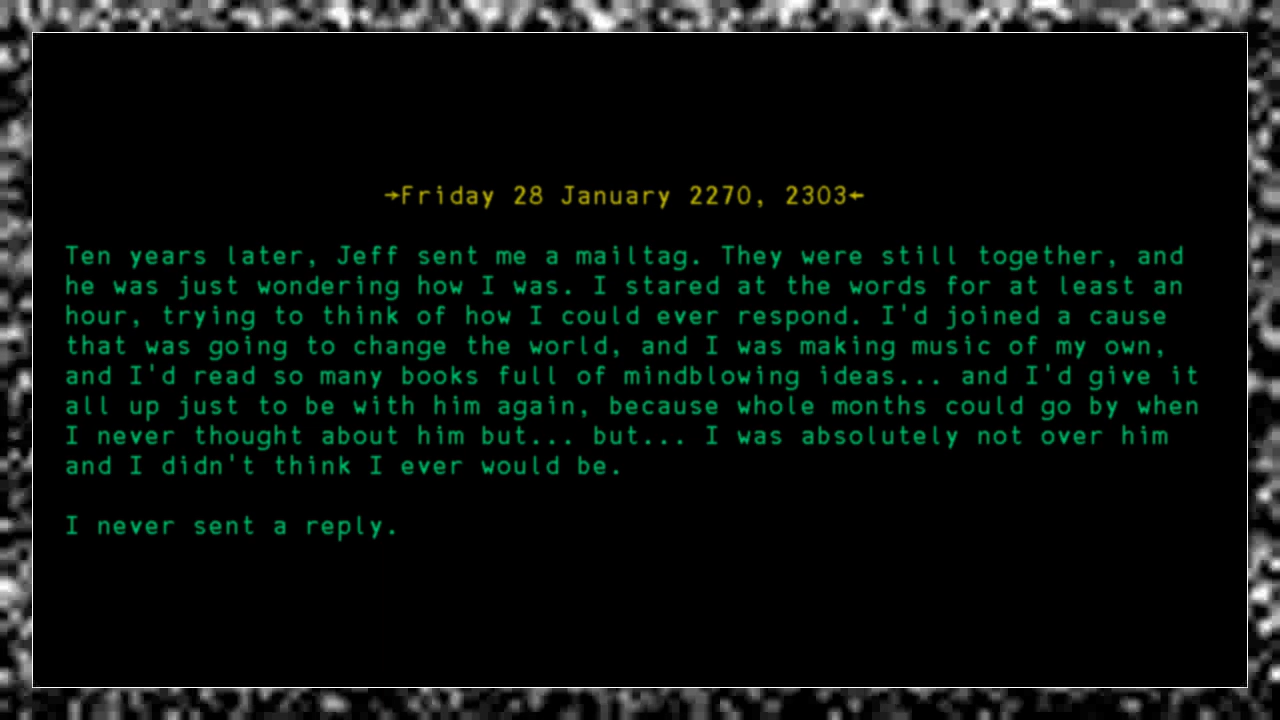 →Friday 28 January 2270, 2303←
Ten years later, Jeff sent me a mailtag. They were still together, and
he was just wondering how I was. I stared at the words for at least an
hour, trying to think of how I could ever respond. I'd joined a cause
that was going to change the world, and I was making music of my own,
and I'd read so many books full of mindblowing ideas... and I'd give it
all up just to be with him again, because whole months could go by when
I never thought about him but... but... I was absolutely not over him
and I didn't think I ever would be.
I never sent a reply.